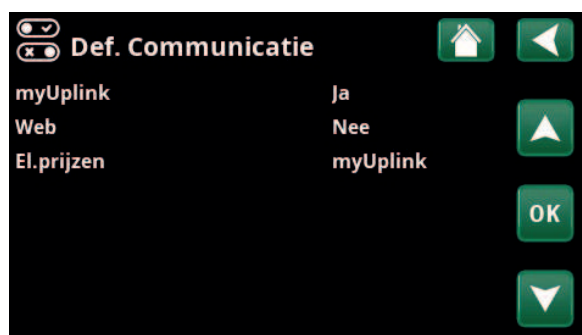 Def. Communicatie
myUplink Ja
Web Nee
El.prijzen myUplink
OK